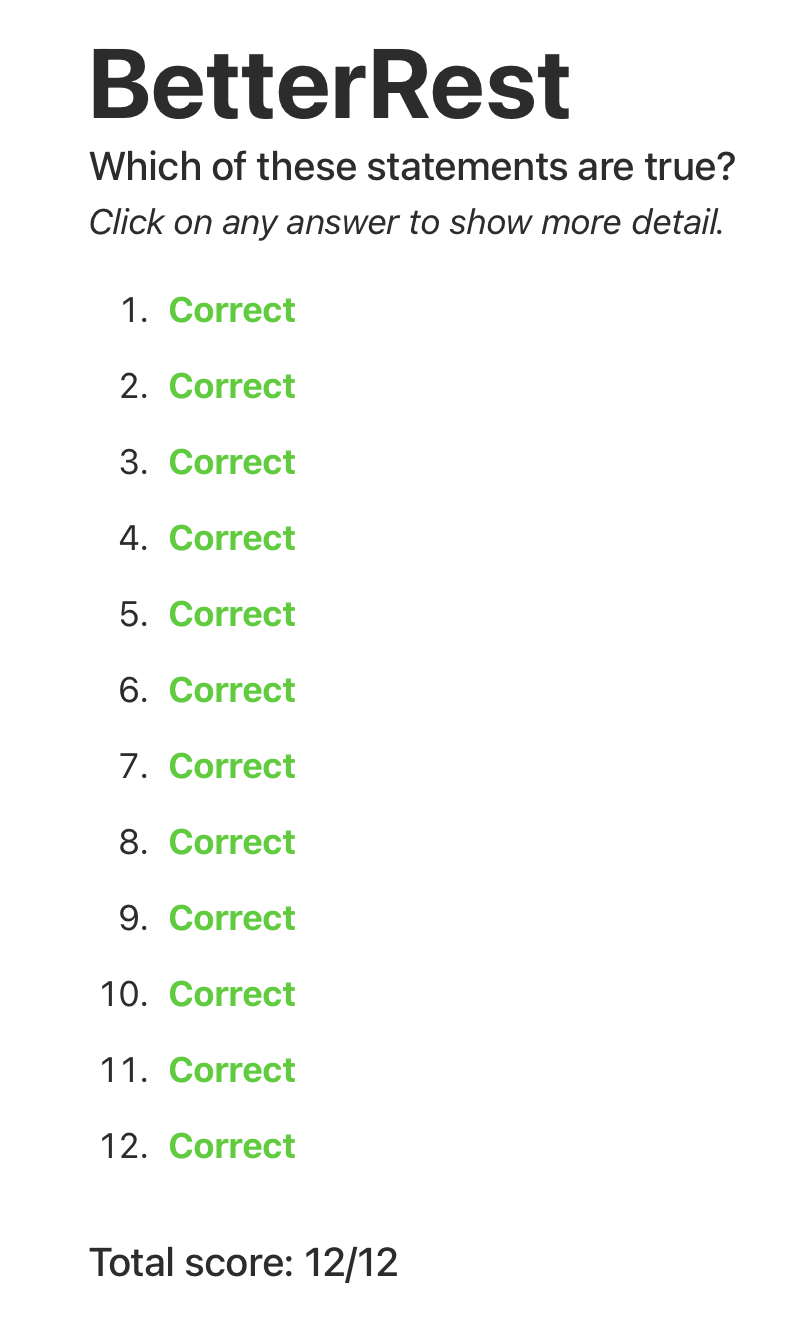 BetterRest
Which of these statements are true?
Click on any answer to show more detail.
1. Correct
2. Correct
3. Correct
4. Correct
5. Correct
6. Correct
7. Correct
8. Correct
9. Correct
10. Correct
11. Correct
12. Correct
Total score: 12/12